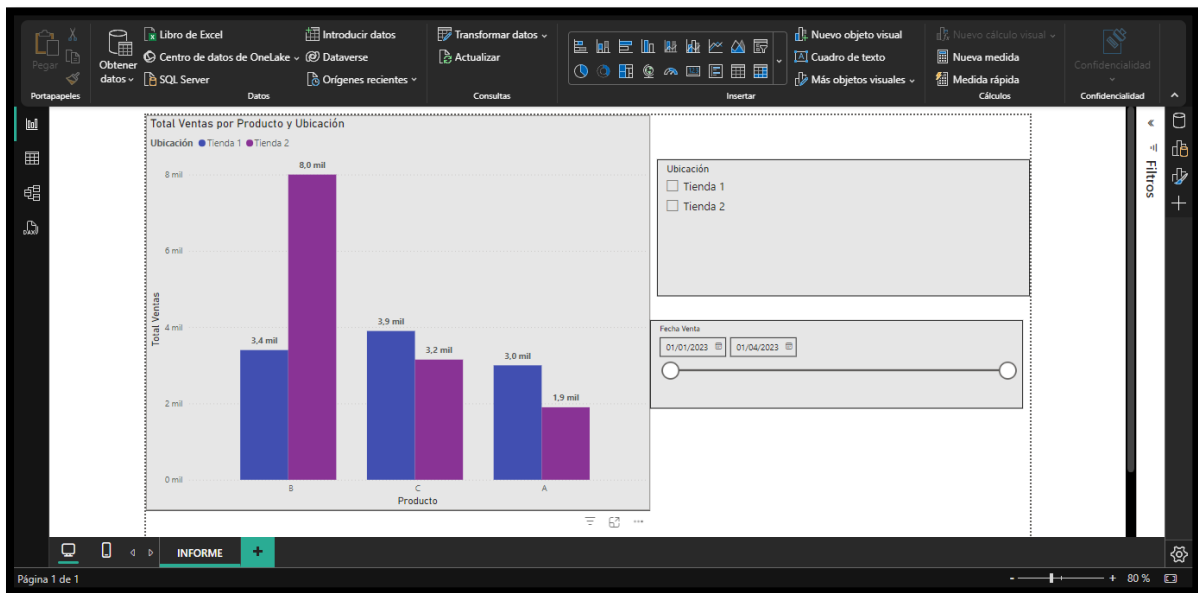 Pegar
Portapapeles
Obtener datos
Libro de Excel
Centro de datos de OneLake
SQL Server
Introducir datos
Dataverse
Orígenes recientes
Datos
Transformar datos
Actualizar
Consultas
Nuevo objeto visual
Cuadro de texto
Más objetos visuales
Insertar
Nuevo cálculo visual
Nueva medida
Medida rápida
Cálculos
Confidencialidad
Confidencialidad
Total Ventas por Producto y Ubicación
Ubicación Tienda 1 Tienda 2
Total Ventas
8 mil
6 mil
4 mil
2 mil
0 mil
3,4 mil
8,0 mil
3,9 mil
3,2 mil
3,0 mil
1,9 mil
B C A
Producto
Ubicación
Tienda 1
Tienda 2
Fecha Venta
01/01/2023 01/04/2023
Filtros
INFORME
Página 1 de 1
80 %